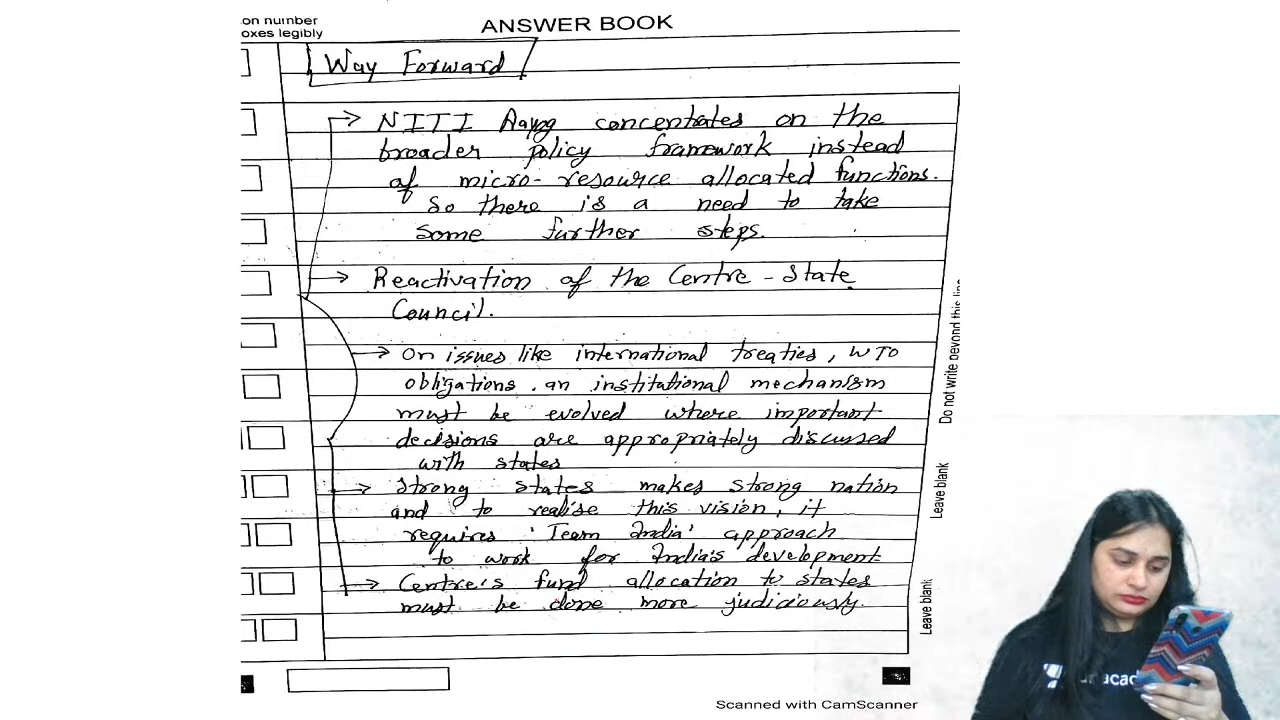 on number
oxes legibly
ANSWER BOOK
Way Forward
NITI Aayog concentrates on the
broader policy framework instead
of micro-resource allocated functions.
So there is a need to take
some further steps.
Reactivation of the Centre - State
Council.
On issues like international treaties, WTO
obligations. an institutional mechanism
must be evolved where important
decisions are appropriately discussed
with states
Strong states makes strong nation
and to realise this vision, it
requires 'Team India' approach
to work for India's development
Centre's fund allocation to states
must be done more judiciously.
Do not write beyond this line
Leave blank
Leave blank
Scanned with CamScanner